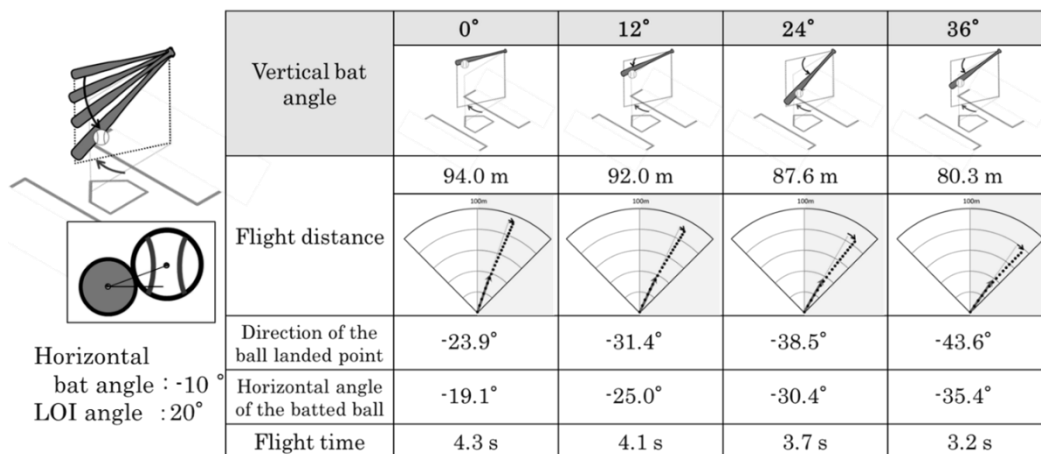 0° 12° 24° 36°
Vertical bat
angle
94.0 m 92.0 m 87.6 m 80.3 m
Flight distance
100m 100m 100m 100m
Direction of the
ball landed point
-23.9° -31.4° -38.5° -43.6°
Horizontal angle
of the batted ball
-19.1° -25.0° -30.4° -35.4°
Flight time 4.3 s 4.1 s 3.7 s 3.2 s
Horizontal
bat angle : -10 °
LOI angle : 20°